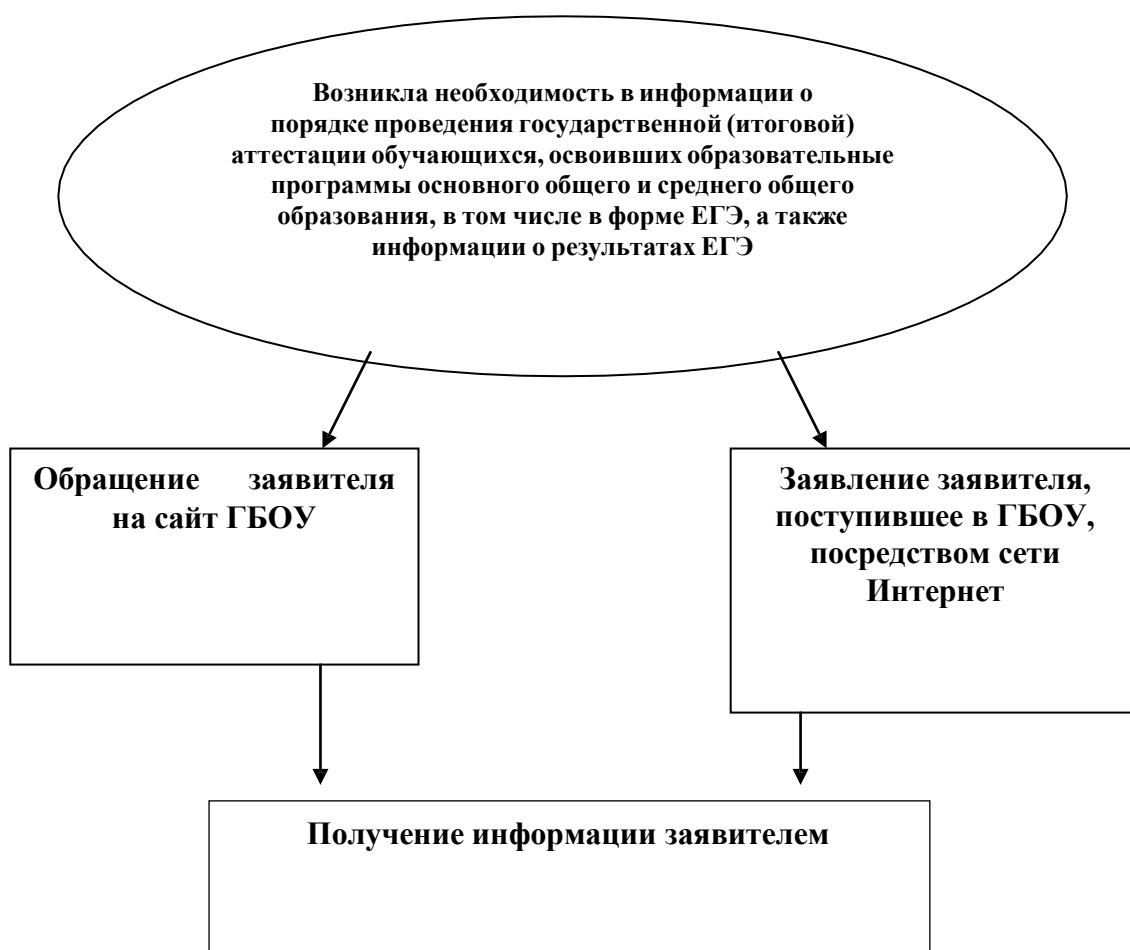 Возникла необходимость в информации о
порядке проведения государственной (итоговой)
аттестации обучающихся, освоивших образовательные
программы основного общего и среднего общего
образования, в том числе в форме ЕГЭ, а также
информации о результатах ЕГЭ
Обращение заявителя
на сайт ГБОУ
Заявление заявителя,
поступившее в ГБОУ,
посредством сети
Интернет
Получение информации заявителем